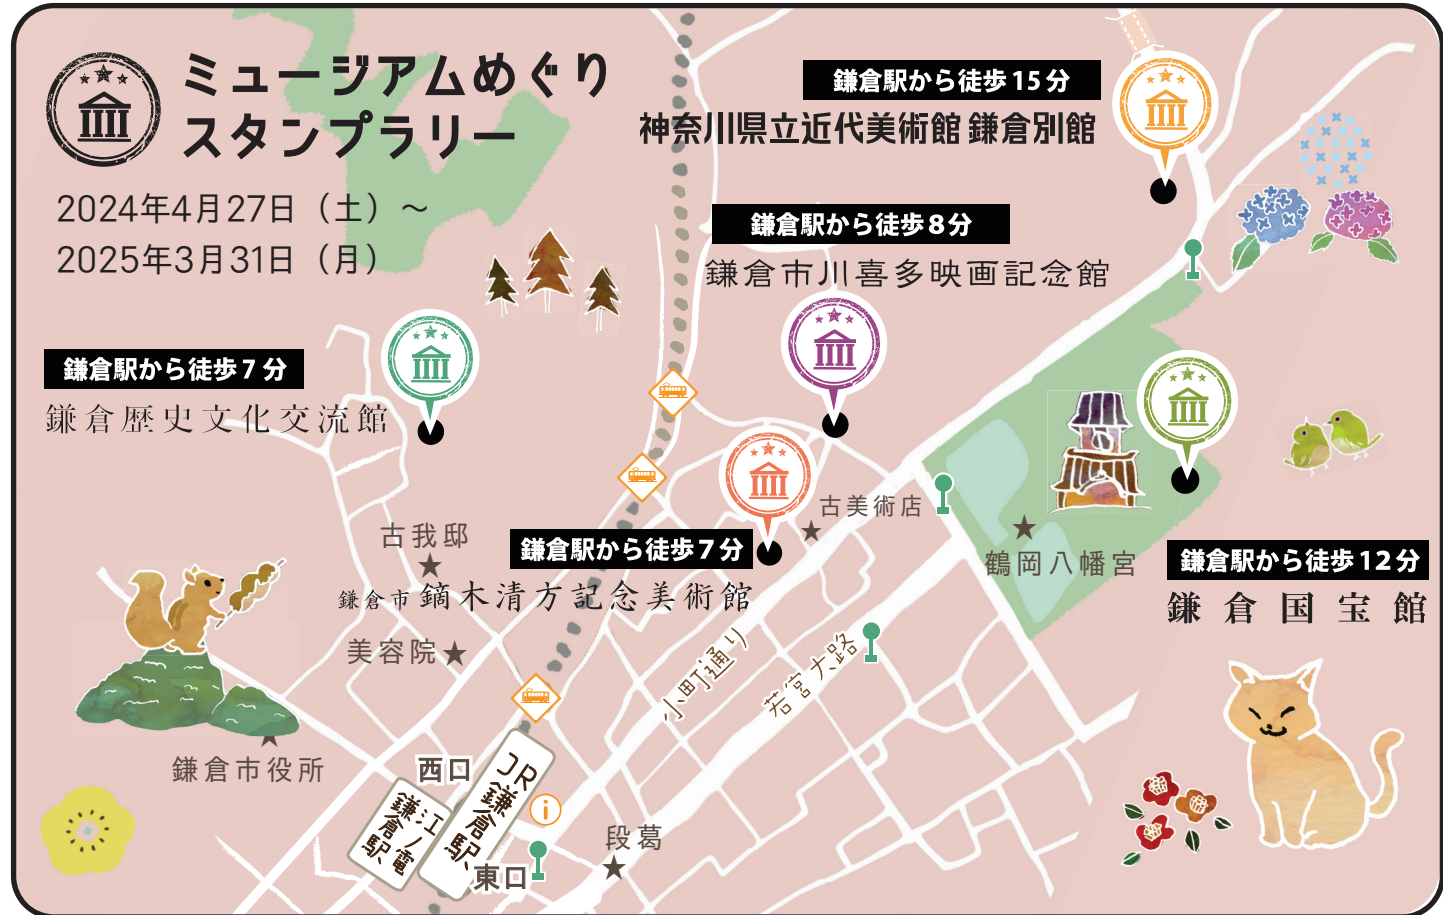 ミュージアムめぐり
スタンプラリー
2024年4月27日（土）～
2025年3月31日（月）
鎌倉駅から徒歩15分
神奈川県立近代美術館 鎌倉別館
鎌倉駅から徒歩8分
鎌倉市川喜多映画記念館
鎌倉駅から徒歩7分
鎌倉歴史文化交流館
古美術店
古我邸
鎌倉駅から徒歩7分
鎌倉市 鏑木清方記念美術館
鶴岡八幡宮
鎌倉駅から徒歩12分
鎌倉国宝館
美容院
小町通り
若宮大路
鎌倉市役所
西口
JR鎌倉駅
江ノ電
鎌倉駅
i
東口
段葛